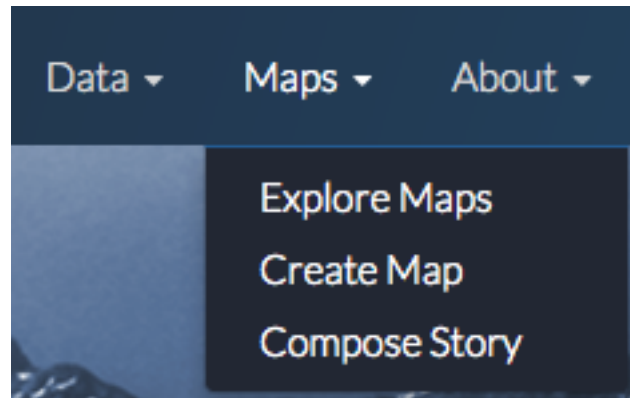 Data Maps About
Explore Maps
Create Map
Compose Story